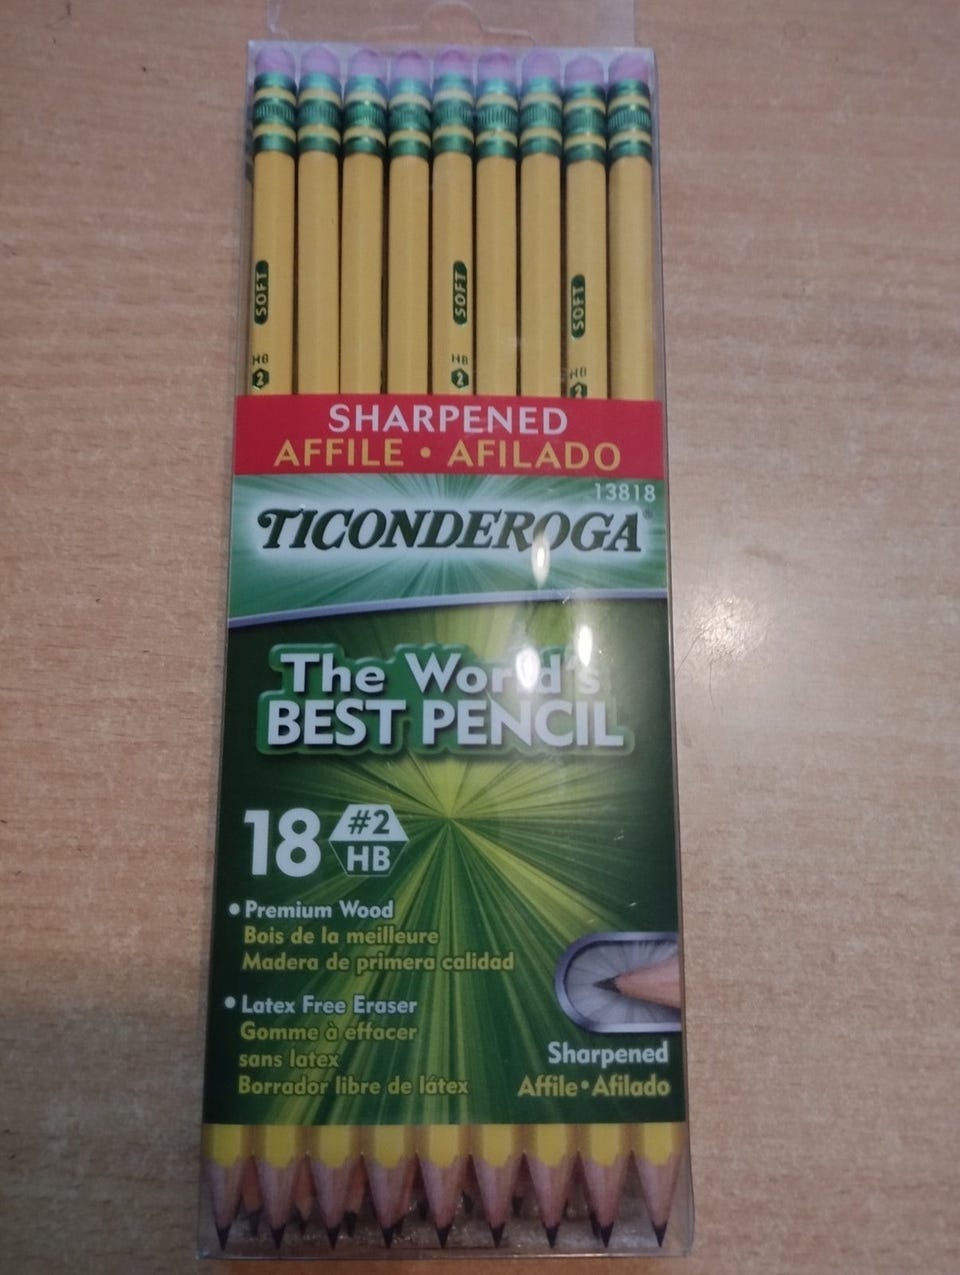 SOFT
SOFT
SOFT
HB
2
HB
2
HB
2
SHARPENED
AFFILE • AFILADO
13818
TICONDEROGA®
The World's
BEST PENCIL
18 #2
HB
• Premium Wood
Bois de la meilleure
Madera de primera calidad
• Latex Free Eraser
Gomme à effacer
sans latex
Borrador libre de látex
Sharpened
Affile • Afilado